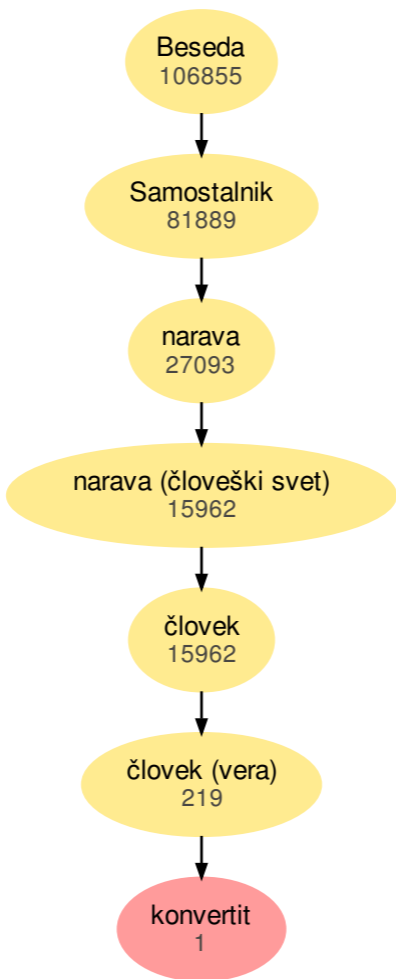 Beseda
106855
Samostalnik
81889
narava
27093
narava (človeški svet)
15962
človek
15962
človek (vera)
219
konvertit
1